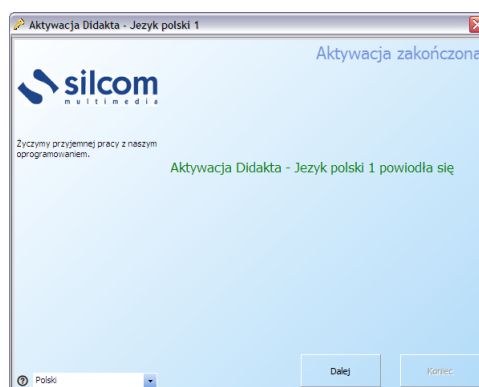 Aktywacja Didakta - Jezyk polski 1
Aktywacja zakończona
silcom
multimedia
Życzymy przyjemnej pracy z naszym
oprogramowaniem.
Aktywacja Didakta - Jezyk polski 1 powiodła się
Polski
Dalej
Koniec